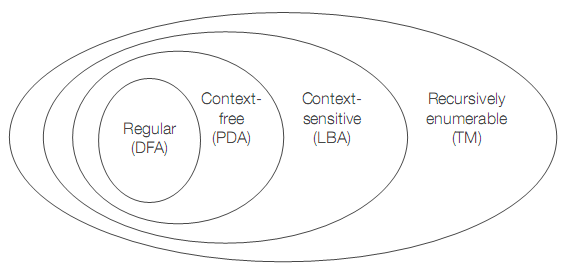 Regular
(DFA)
Context-
free
(PDA)
Context-
sensitive
(LBA)
Recursively
enumerable
(TM)